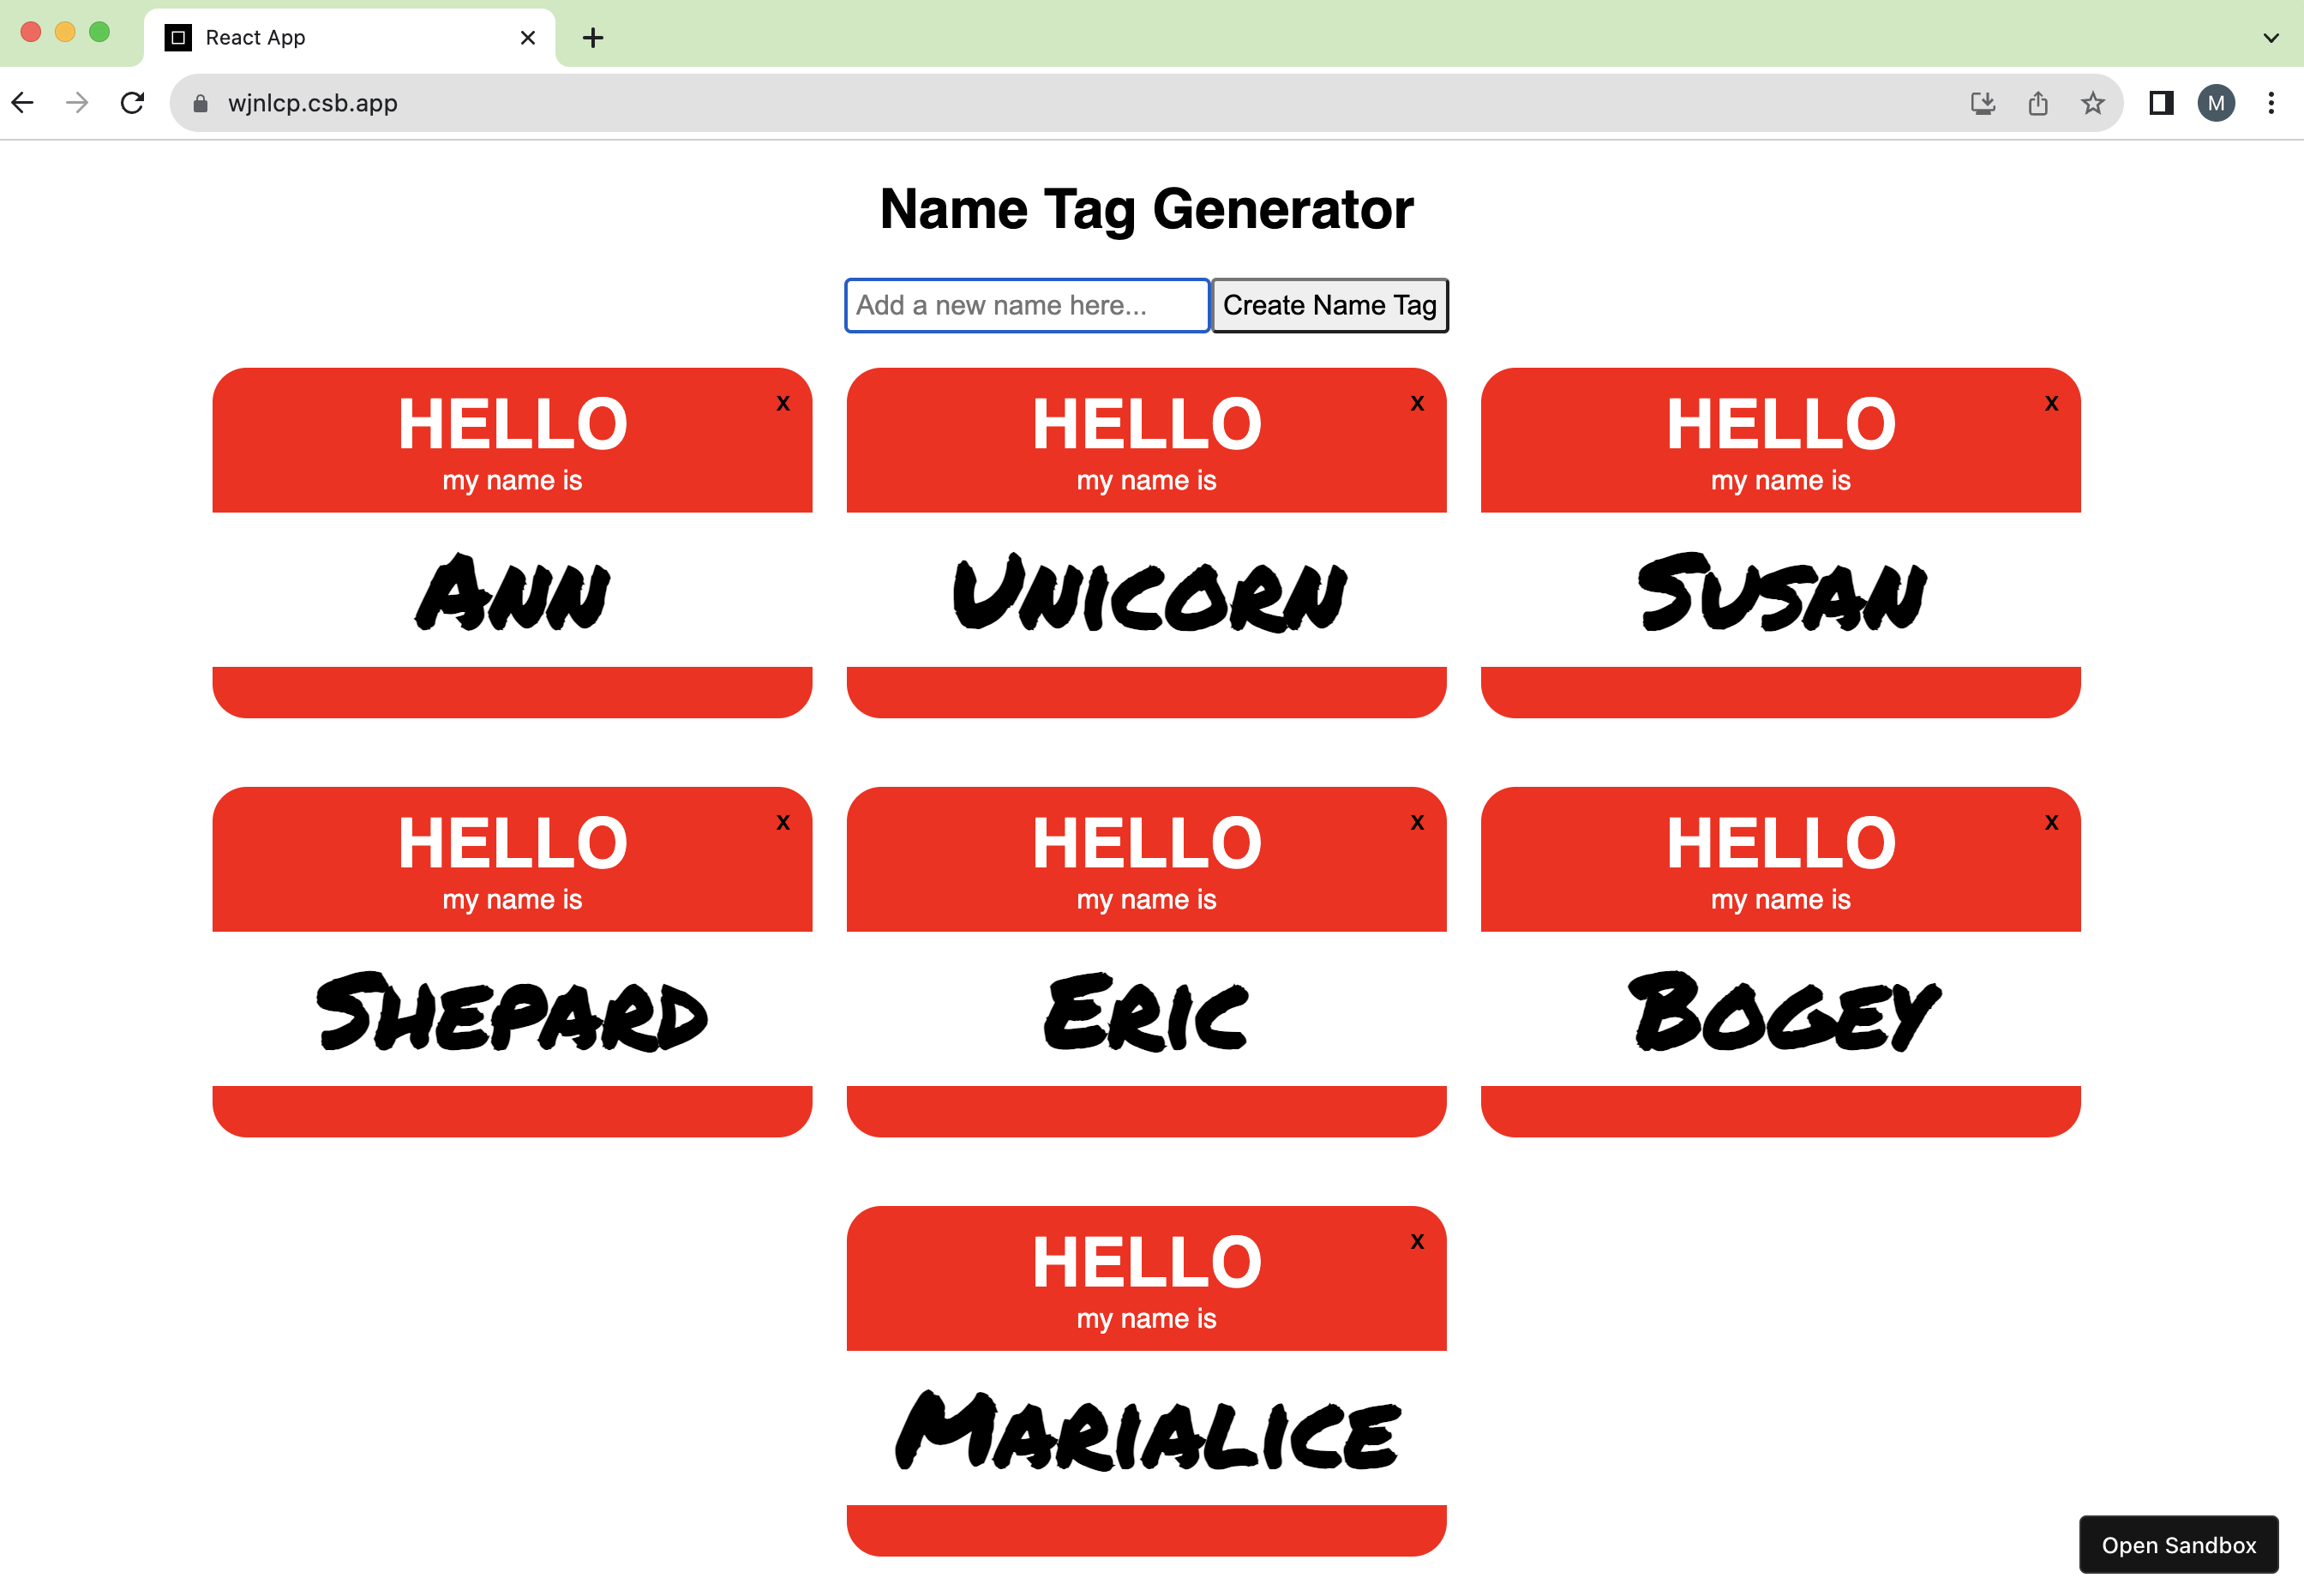 React App
wjnlcp.csb.app
M
Name Tag Generator
Add a new name here...
Create Name Tag
HELLO
x
my name is
Ann
HELLO
x
my name is
Unicorn
HELLO
x
my name is
Susan
HELLO
x
my name is
Shepard
HELLO
x
my name is
Eric
HELLO
x
my name is
Bogey
HELLO
x
my name is
Marialice
Open Sandbox